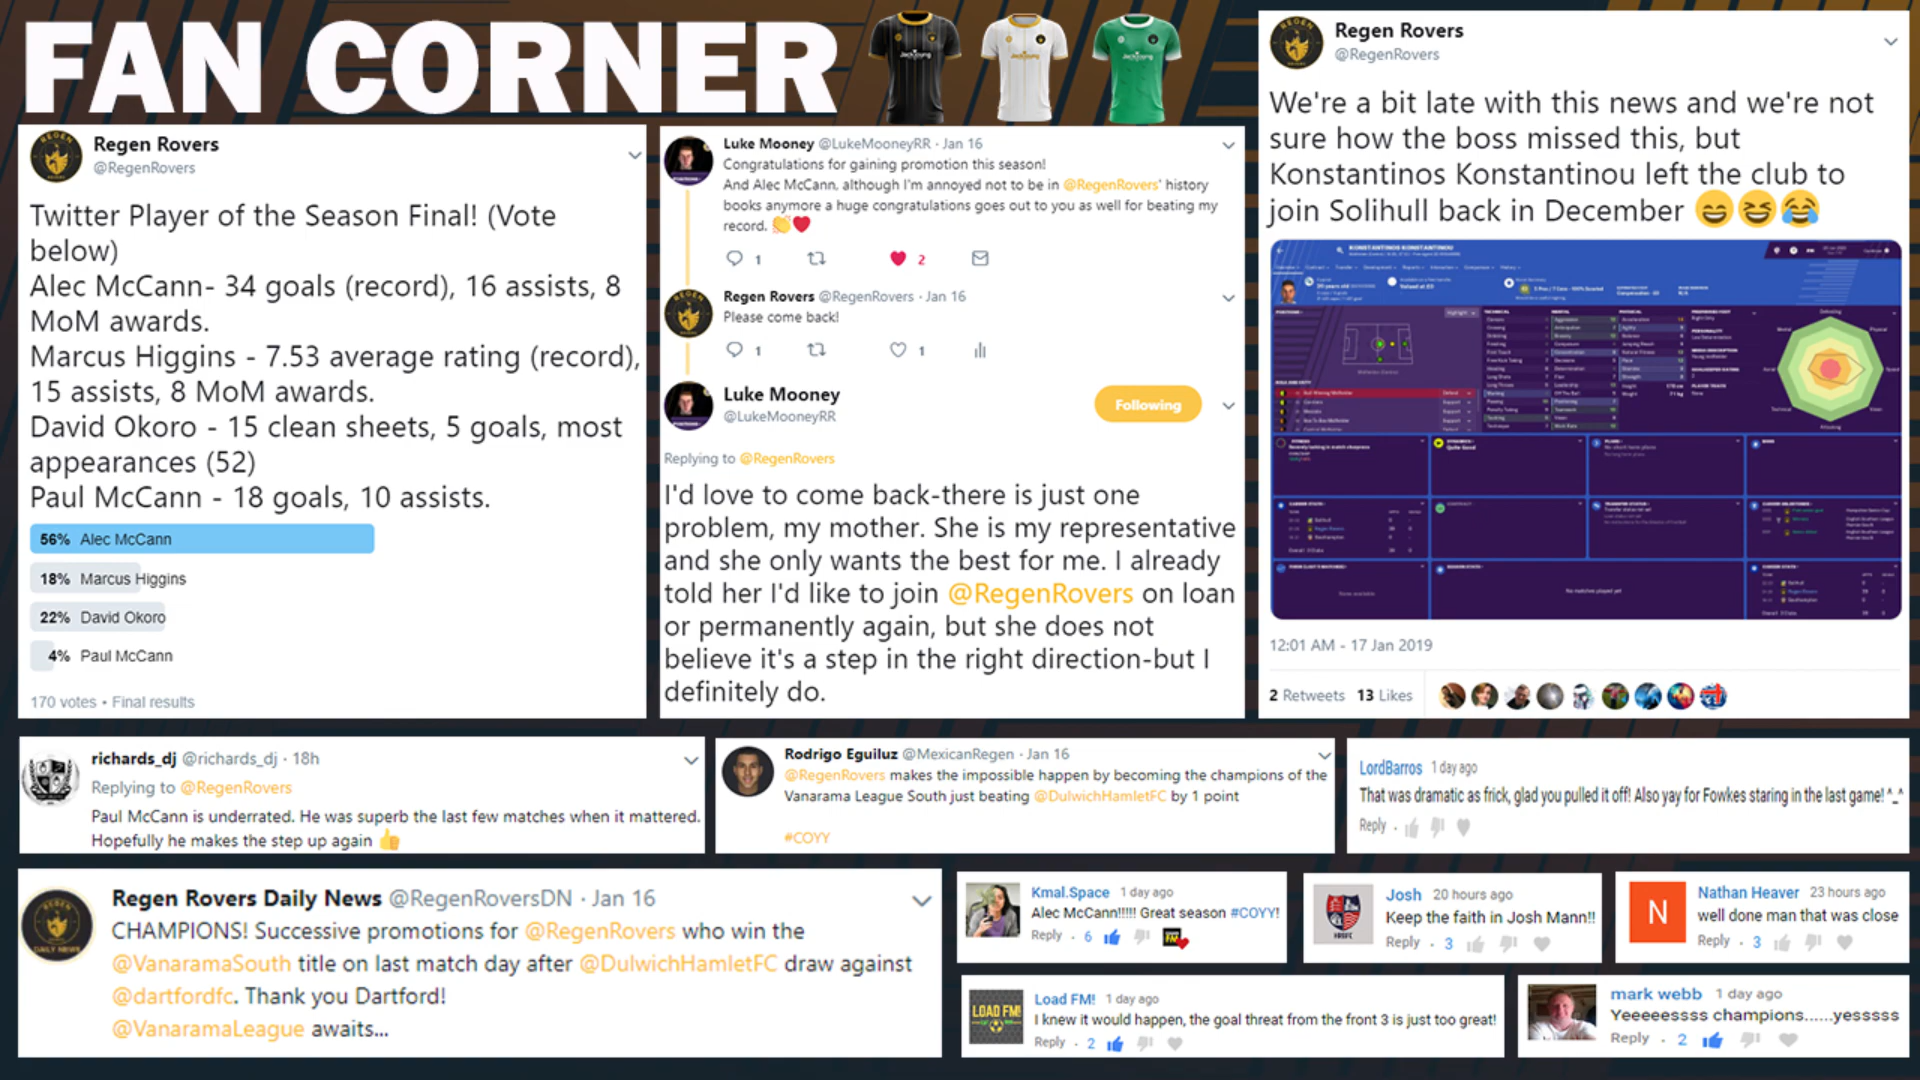 FAN CORNER
Regen Rovers
@RegenRovers
Twitter Player of the Season Final! (Vote
below)
Alec McCann- 34 goals (record), 16 assists, 8
MoM awards.
Marcus Higgins - 7.53 average rating (record),
15 assists, 8 MoM awards.
David Okoro - 15 clean sheets, 5 goals, most
appearances (52)
Paul McCann - 18 goals, 10 assists.
56% Alec McCann
18% Marcus Higgins
22% David Okoro
4% Paul McCann
170 votes • Final results
Luke Mooney @LukeMooneyRR · Jan 16
Congratulations for gaining promotion this season!
And Alec McCann, although I'm annoyed not to be in @RegenRovers' history
books anymore a huge congratulations goes out to you as well for beating my
record. 👏❤️
1 2
Regen Rovers @RegenRovers · Jan 16
Please come back!
1 1
Luke Mooney
@LukeMooneyRR
Following
Replying to @RegenRovers
I'd love to come back-there is just one
problem, my mother. She is my representative
and she only wants the best for me. I already
told her I'd like to join @RegenRovers on loan
or permanently again, but she does not
believe it's a step in the right direction-but I
definitely do.
Regen Rovers
@RegenRovers
We're a bit late with this news and we're not
sure how the boss missed this, but
Konstantinos Konstantinou left the club to
join Solihull back in December 😄😆😂
KONSTANTINOS KONSTANTINOU
12:01 AM - 17 Jan 2019
2 Retweets 13 Likes
richards_dj @richards_dj · 18h
Replying to @RegenRovers
Paul McCann is underrated. He was superb the last few matches when it mattered.
Hopefully he makes the step up again 👍
Rodrigo Eguiluz @MexicanRegen · Jan 16
@RegenRovers makes the impossible happen by becoming the champions of the
Vanarama League South just beating @DulwichHamletFC by 1 point
#COYY
LordBarros 1 day ago
That was dramatic as frick, glad you pulled it off! Also yay for Fowkes staring in the last game! ^_^
Reply ·
Regen Rovers Daily News @RegenRoversDN · Jan 16
CHAMPIONS! Successive promotions for @RegenRovers who win the
@VanaramaSouth title on last match day after @DulwichHamletFC draw against
@dartfordfc. Thank you Dartford!
@VanaramaLeague awaits...
Kmal.Space 1 day ago
Alec McCann!!!!! Great season #COYY!
Reply · 6
Josh 20 hours ago
Keep the faith in Josh Mann!!
Reply · 3
N
Nathan Heaver 23 hours ago
well done man that was close
Reply · 3
LOAD FM!
Load FM! 1 day ago
I knew it would happen, the goal threat from the front 3 is just too great!
Reply · 2
mark webb 1 day ago
Yeeeeessss champions......yesssss
Reply · 2